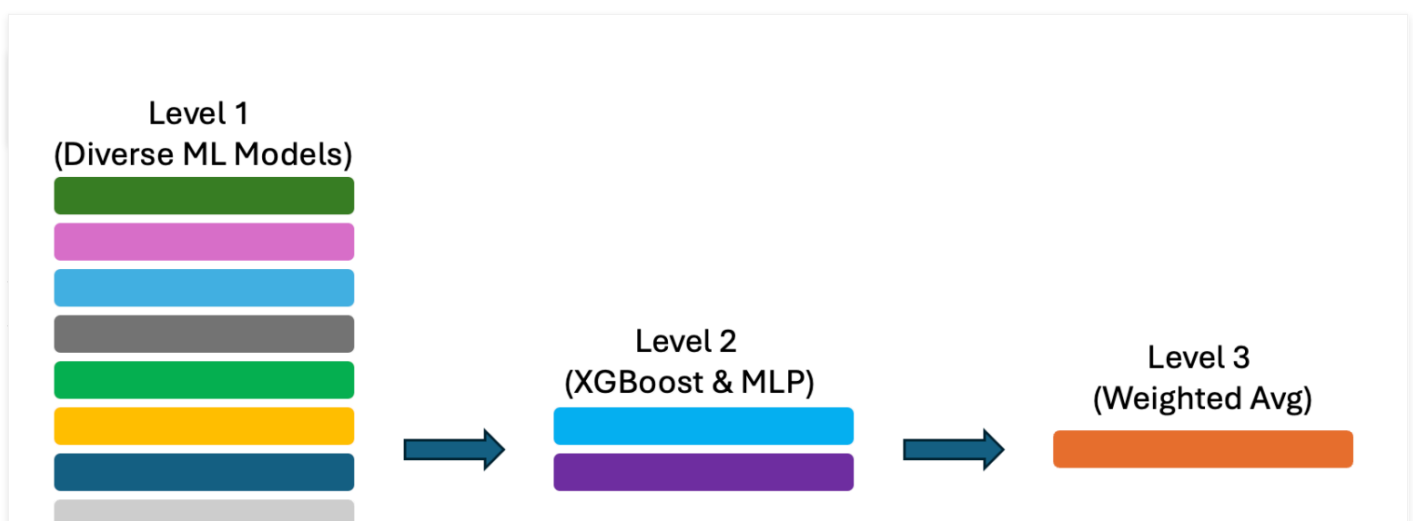 Level 1
(Diverse ML Models)
Level 2
(XGBoost & MLP)
Level 3
(Weighted Avg)